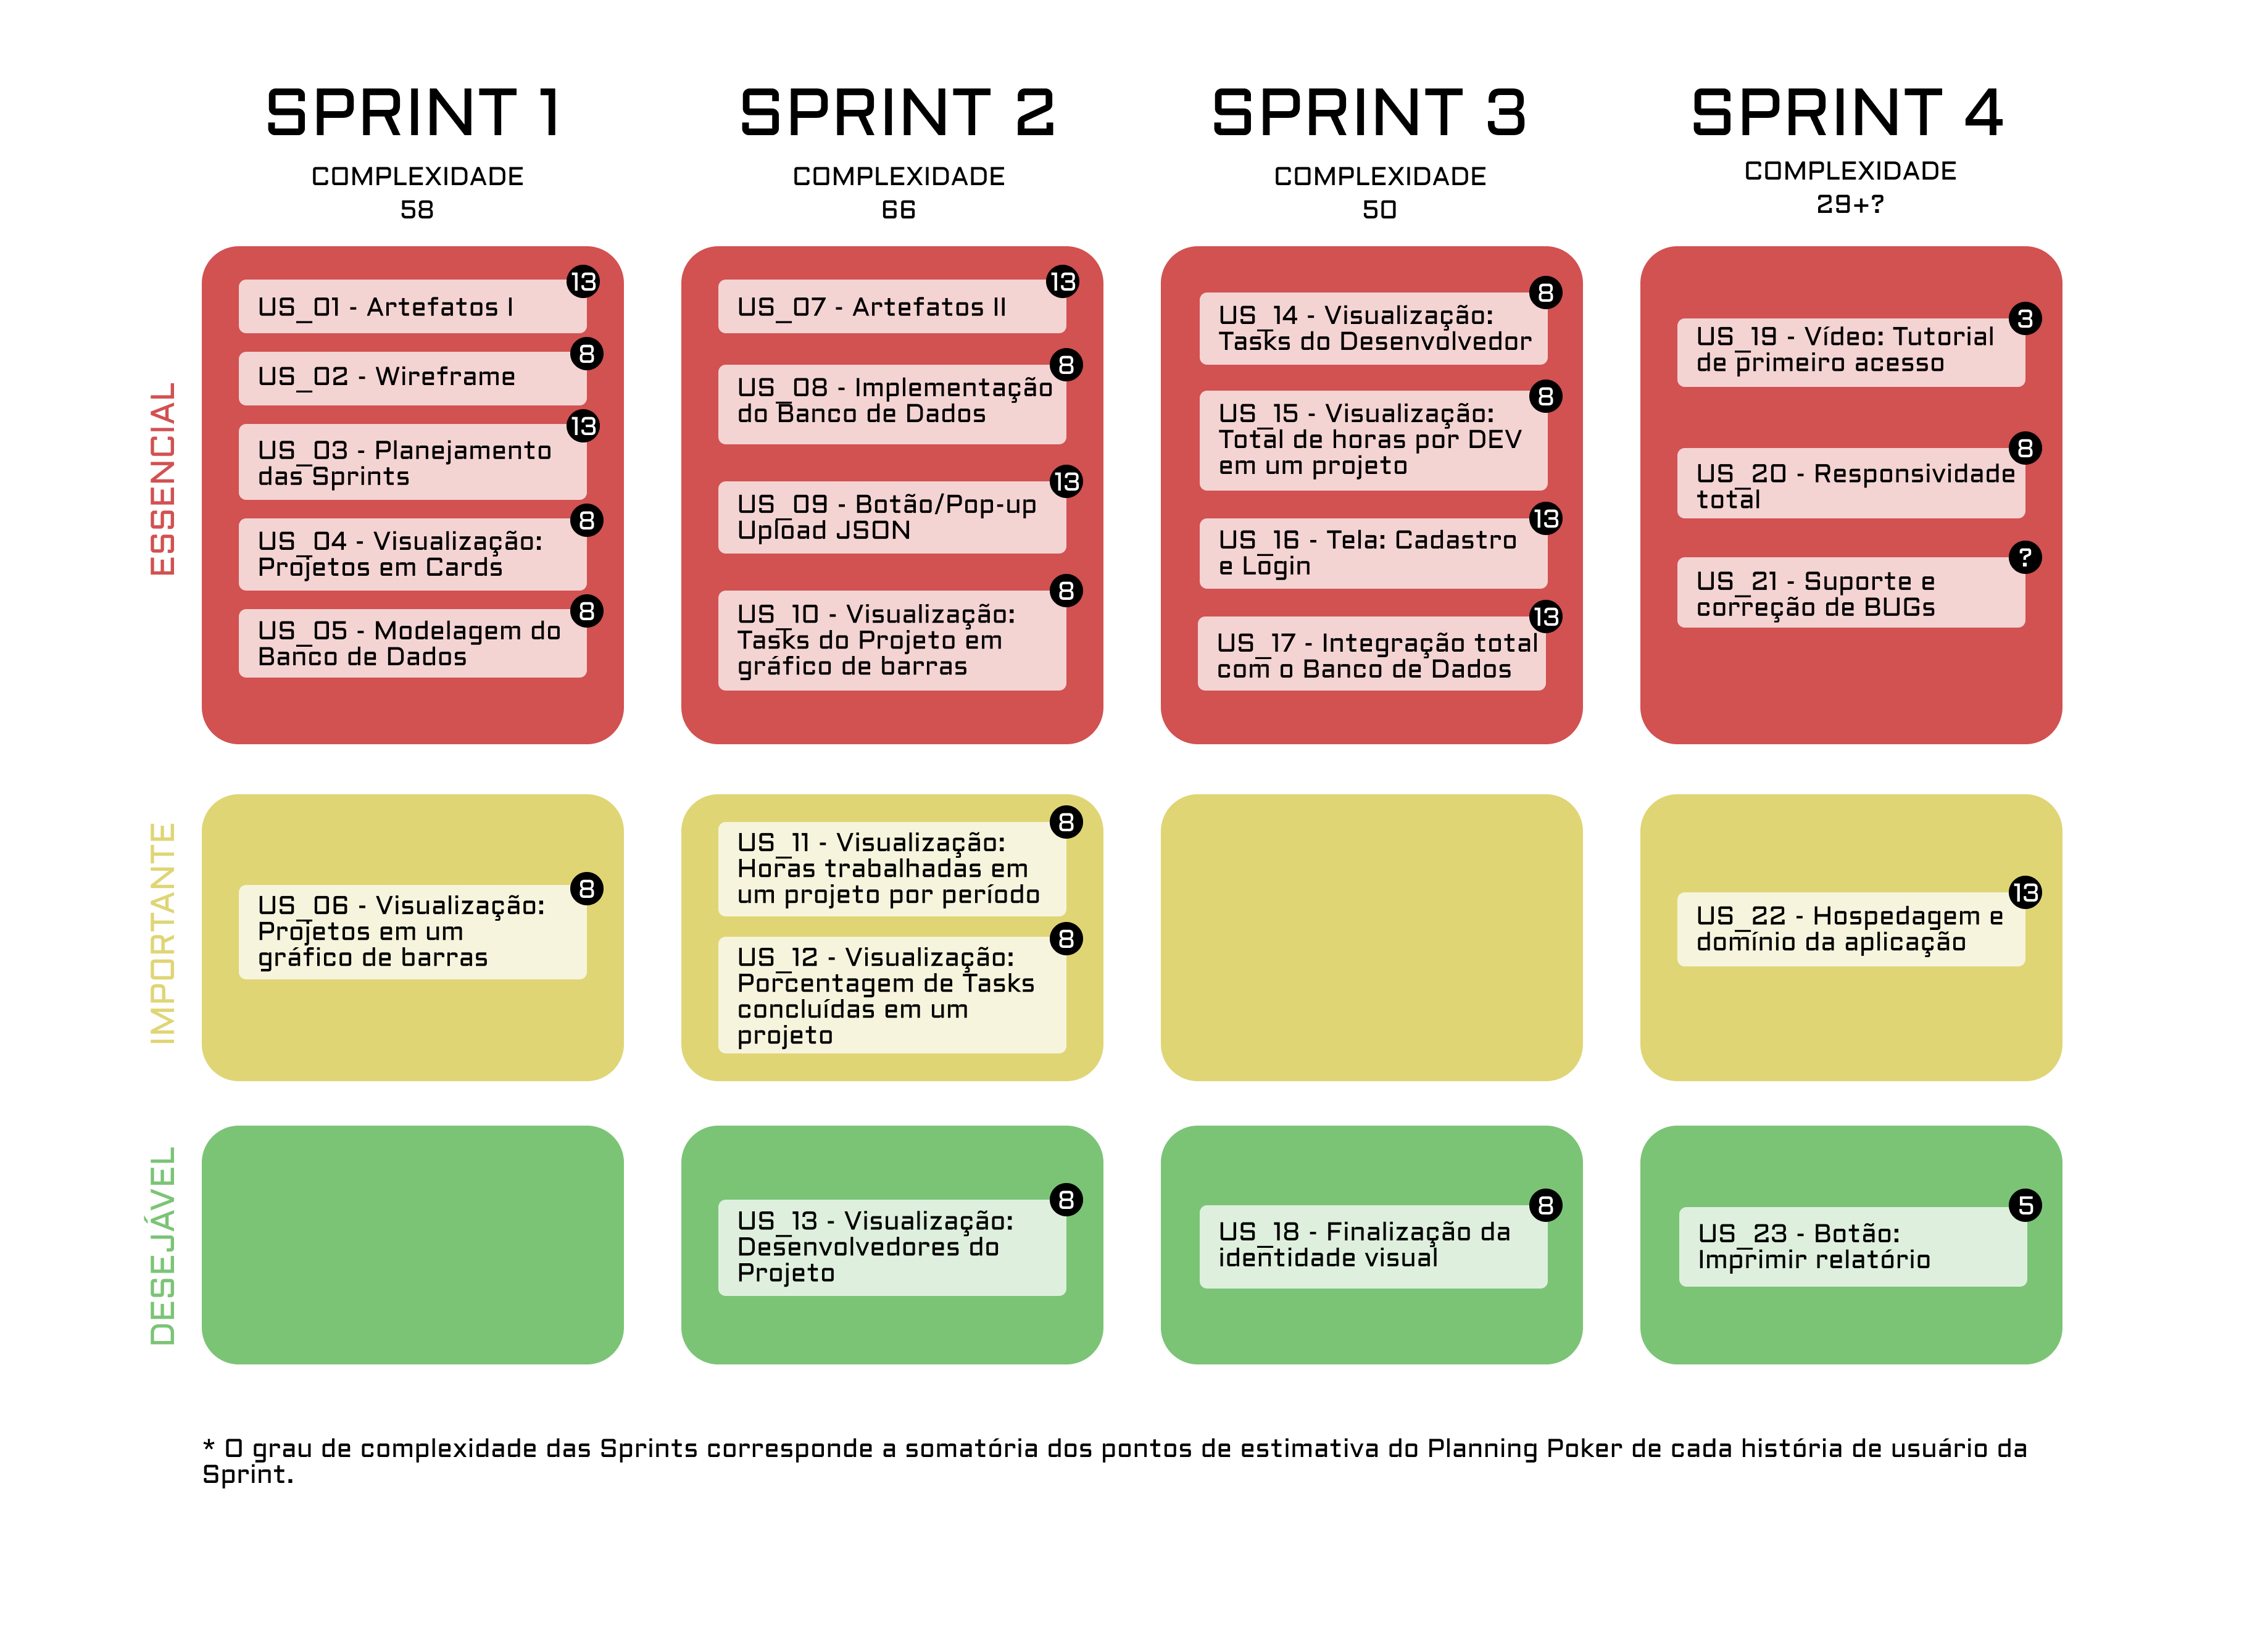 SPRINT 1
COMPLEXIDADE
58
SPRINT 2
COMPLEXIDADE
66
SPRINT 3
COMPLEXIDADE
50
SPRINT 4
COMPLEXIDADE
29+?
ESSENCIAL
13
US_01 - Artefatos I
8
US_02 - Wireframe
13
US_03 - Planejamento
das Sprints
8
US_04 - Visualização:
Projetos em Cards
8
US_05 - Modelagem do
Banco de Dados
13
US_07 - Artefatos II
8
US_08 - Implementação
do Banco de Dados
13
US_09 - Botão/Pop-up
Upload JSON
8
US_10 - Visualização:
Tasks do Projeto em
gráfico de barras
8
US_14 - Visualização:
Tasks do Desenvolvedor
8
US_15 - Visualização:
Total de horas por DEV
em um projeto
13
US_16 - Tela: Cadastro
e Login
13
US_17 - Integração total
com o Banco de Dados
3
US_19 - Vídeo: Tutorial
de primeiro acesso
8
US_20 - Responsividade
total
?
US_21 - Suporte e
correção de BUGs
IMPORTANTE
8
US_06 - Visualização:
Projetos em um
gráfico de barras
8
US_11 - Visualização:
Horas trabalhadas em
um projeto por período
8
US_12 - Visualização:
Porcentagem de Tasks
concluídas em um
projeto
13
US_22 - Hospedagem e
domínio da aplicação
DESEJÁVEL
8
US_13 - Visualização:
Desenvolvedores do
Projeto
8
US_18 - Finalização da
identidade visual
5
US_23 - Botão:
Imprimir relatório
* O grau de complexidade das Sprints corresponde a somatória dos pontos de estimativa do Planning Poker de cada história de usuário da
Sprint.